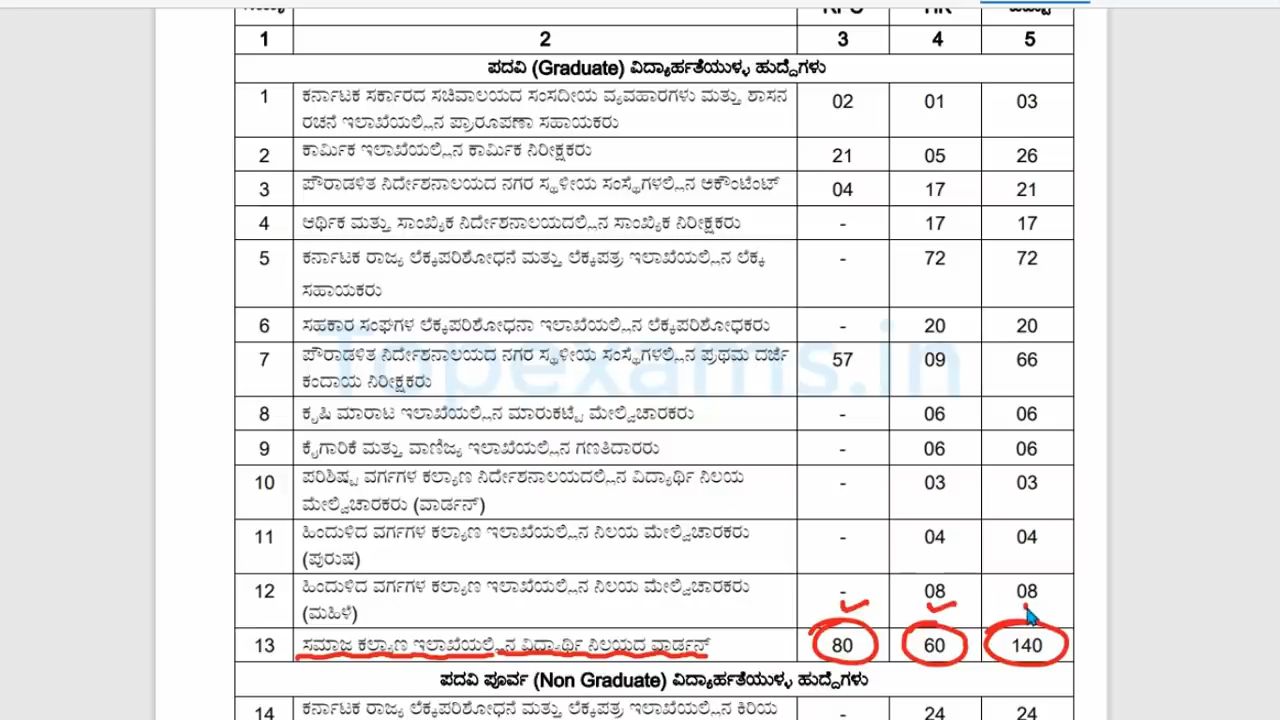 1 2 3 4 5
ಪದವಿ (Graduate) ವಿದ್ಯಾರ್ಹತೆಯುಳ್ಳ ಹುದ್ದೆಗಳು
1 ಕರ್ನಾಟಕ ಸರ್ಕಾರದ ಸಚಿವಾಲಯದ ಸಂಸದೀಯ ವ್ಯವಹಾರಗಳು ಮತ್ತು ಶಾಸನ 02 01 03
ರಚನೆ ಇಲಾಖೆಯಲ್ಲಿನ ಪ್ರಾರೂಪಣಾ ಸಹಾಯಕರು
2 ಕಾರ್ಮಿಕ ಇಲಾಖೆಯಲ್ಲಿನ ಕಾರ್ಮಿಕ ನಿರೀಕ್ಷಕರು 21 05 26
3 ಪೌರಾಡಳಿತ ನಿರ್ದೇಶನಾಲಯದ ನಗರ ಸ್ಥಳೀಯ ಸಂಸ್ಥೆಗಳಲ್ಲಿನ ಆಕೌಂಟೆಂಟ್ 04 17 21
4 ಆರ್ಥಿಕ ಮತ್ತು ಸಾಂಖ್ಯಿಕ ನಿರ್ದೇಶನಾಲಯದಲ್ಲಿನ ಸಾಂಖ್ಯಿಕ ನಿರೀಕ್ಷಕರು - 17 17
5 ಕರ್ನಾಟಕ ರಾಜ್ಯ ಲೆಕ್ಕಪರಿಶೋಧನೆ ಮತ್ತು ಲೆಕ್ಕಪತ್ರ ಇಲಾಖೆಯಲ್ಲಿನ ಲೆಕ್ಕ - 72 72
ಸಹಾಯಕರು
6 ಸಹಕಾರ ಸಂಘಗಳ ಲೆಕ್ಕಪರಿಶೋಧನಾ ಇಲಾಖೆಯಲ್ಲಿನ ಲೆಕ್ಕಪರಿಶೋಧಕರು - 20 20
7 ಪೌರಾಡಳಿತ ನಿರ್ದೇಶನಾಲಯದ ನಗರ ಸ್ಥಳೀಯ ಸಂಸ್ಥೆಗಳಲ್ಲಿನ ಪ್ರಥಮ ದರ್ಜೆ 57 09 66
ಕಂದಾಯ ನಿರೀಕ್ಷಕರು
Topexams.in
8 ಕೃಷಿ ಮಾರಾಟ ಇಲಾಖೆಯಲ್ಲಿನ ಮಾರುಕಟ್ಟೆ ಮೇಲ್ವಿಚಾರಕರು - 06 06
9 ಕೈಗಾರಿಕೆ ಮತ್ತು ವಾಣಿಜ್ಯ ಇಲಾಖೆಯಲ್ಲಿನ ಗಣತಿದಾರರು - 06 06
10 ಪರಿಶಿಷ್ಟ ವರ್ಗಗಳ ಕಲ್ಯಾಣ ನಿರ್ದೇಶನಾಲಯದಲ್ಲಿನ ವಿದ್ಯಾರ್ಥಿ ನಿಲಯ - 03 03
ಮೇಲ್ವಿಚಾರಕರು (ವಾರ್ಡನ್)
11 ಹಿಂದುಳಿದ ವರ್ಗಗಳ ಕಲ್ಯಾಣ ಇಲಾಖೆಯಲ್ಲಿನ ನಿಲಯ ಮೇಲ್ವಿಚಾರಕರು - 04 04
(ಪುರುಷ)
12 ಹಿಂದುಳಿದ ವರ್ಗಗಳ ಕಲ್ಯಾಣ ಇಲಾಖೆಯಲ್ಲಿನ ನಿಲಯ ಮೇಲ್ವಿಚಾರಕರು - 08 08
(ಮಹಿಳೆ)
13 ಸಮಾಜ ಕಲ್ಯಾಣ ಇಲಾಖೆಯಲ್ಲಿನ ವಿದ್ಯಾರ್ಥಿ ನಿಲಯದ ವಾರ್ಡನ್ 80 60 140
ಪದವಿ ಪೂರ್ವ (Non Graduate) ವಿದ್ಯಾರ್ಹತೆಯುಳ್ಳ ಹುದ್ದೆಗಳು
14 ಕರ್ನಾಟಕ ರಾಜ್ಯ ಲೆಕ್ಕಪರಿಶೋಧನೆ ಮತ್ತು ಲೆಕ್ಕಪತ್ರ ಇಲಾಖೆಯಲ್ಲಿನ ಕಿರಿಯ - 24 24